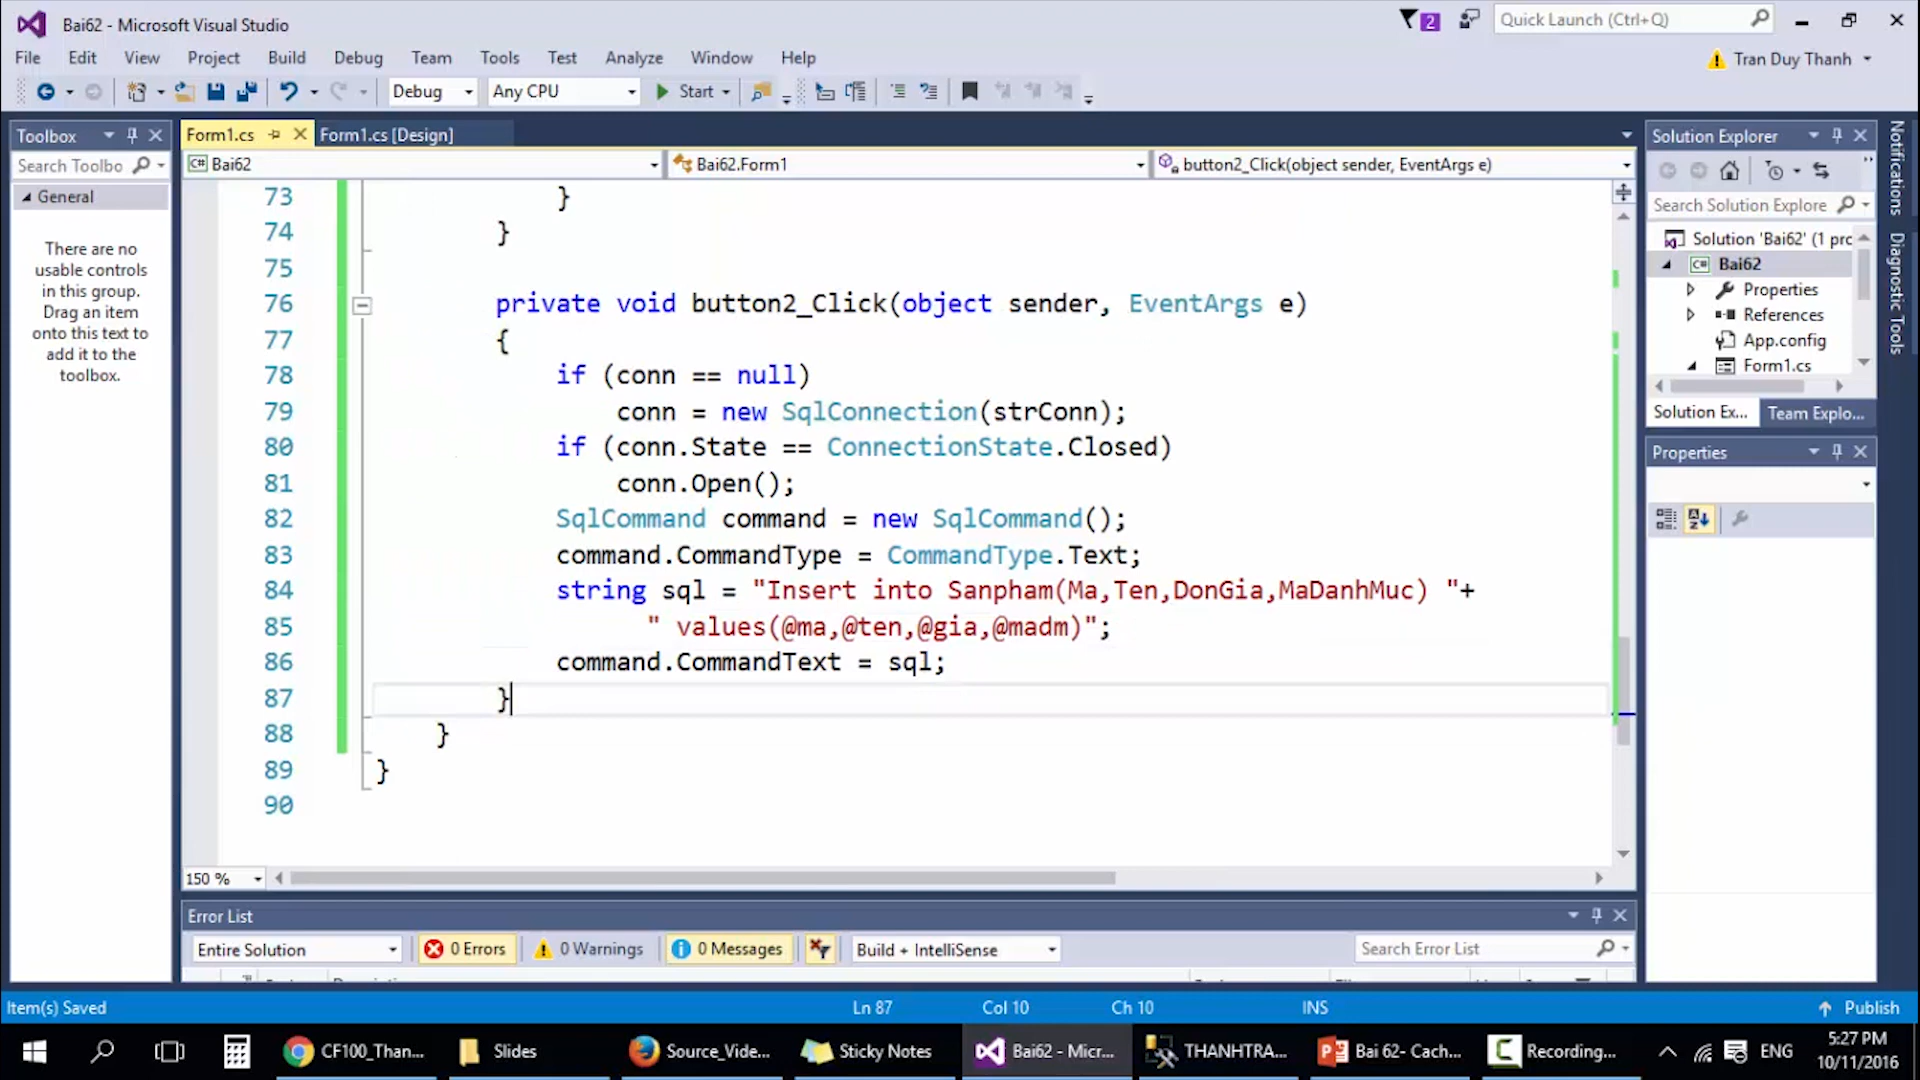 Bai62 - Microsoft Visual Studio
2
Quick Launch (Ctrl+Q)
File Edit View Project Build Debug Team Tools Test Analyze Window Help
Tran Duy Thanh
Debug Any CPU Start
Toolbox
Search Toolbo
General
There are no
usable controls
in this group.
Drag an item
onto this text to
add it to the
toolbox.
Form1.cs Form1.cs [Design]
C# Bai62 Bai62.Form1 button2_Click(object sender, EventArgs e)
73 }
74 }
75
76 private void button2_Click(object sender, EventArgs e)
77 {
78 if (conn == null)
79 conn = new SqlConnection(strConn);
80 if (conn.State == ConnectionState.Closed)
81 conn.Open();
82 SqlCommand command = new SqlCommand();
83 command.CommandType = CommandType.Text;
84 string sql = "Insert into Sanpham(Ma,Ten,DonGia,MaDanhMuc) "+
85 " values(@ma,@ten,@gia,@madm)";
86 command.CommandText = sql;
87 }
88 }
89 }
90
150 %
Error List
Entire Solution 0 Errors 0 Warnings 0 Messages Build + IntelliSense Search Error List
Solution Explorer
Search Solution Explore
Solution 'Bai62' (1 prc
C# Bai62
Properties
References
App.config
Form1.cs
Solution Ex... Team Explo...
Properties
Notifications
Diagnostic Tools
Item(s) Saved Ln 87 Col 10 Ch 10 INS Publish
CF100_Than... Slides Source_Vide... Sticky Notes Bai62 - Micr... THANHTRA... Bai 62- Cach... Recording... ENG
5:27 PM
10/11/2016